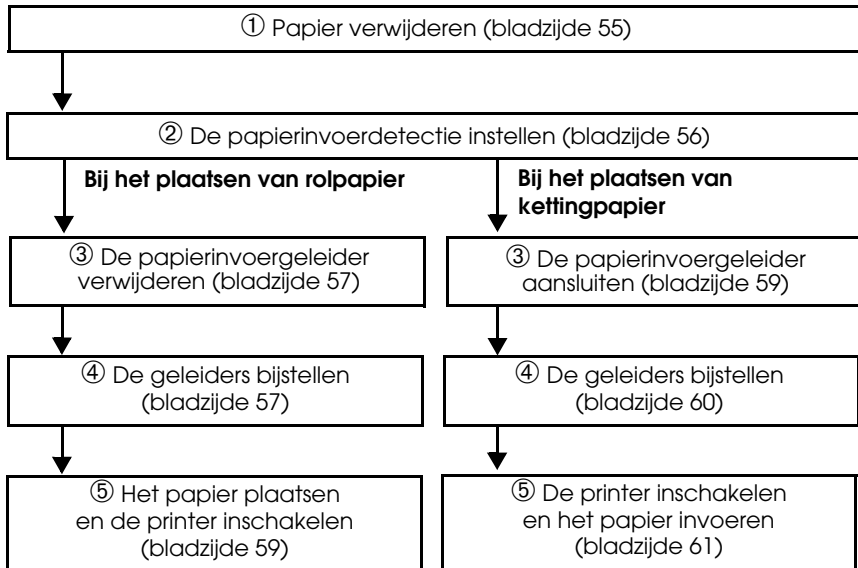 ① Papier verwijderen (bladzijde 55)
② De papierinvoerdetectie instellen (bladzijde 56)
Bij het plaatsen van rolpapier
③ De papierinvoergeleider
verwijderen (bladzijde 57)
④ De geleiders bijstellen
(bladzijde 57)
⑤ Het papier plaatsen
en de printer inschakelen
(bladzijde 59)
Bij het plaatsen van
kettingpapier
③ De papierinvoergeleider
aansluiten (bladzijde 59)
④ De geleiders bijstellen
(bladzijde 60)
⑤ De printer inschakelen
en het papier invoeren
(bladzijde 61)